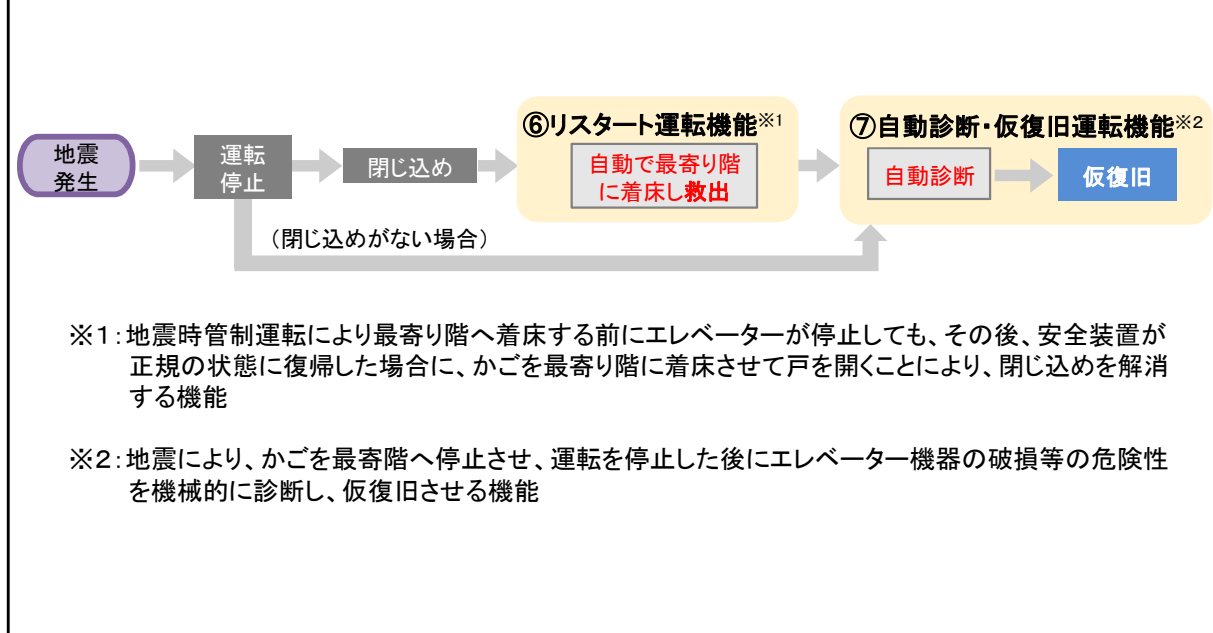 ⑥リスタート運転機能※1
⑦自動診断・仮復旧運転機能※2
地震
発生
運転
停止
閉じ込め
自動で最寄り階
に着床し救出
自動診断
仮復旧
（閉じ込めがない場合）
※１：地震時管制運転により最寄り階へ着床する前にエレベーターが停止しても、その後、安全装置が
正規の状態に復帰した場合に、かごを最寄り階に着床させて戸を開くことにより、閉じ込めを解消
する機能
※２：地震により、かごを最寄階へ停止させ、運転を停止した後にエレベーター機器の破損等の危険性
を機械的に診断し、仮復旧させる機能